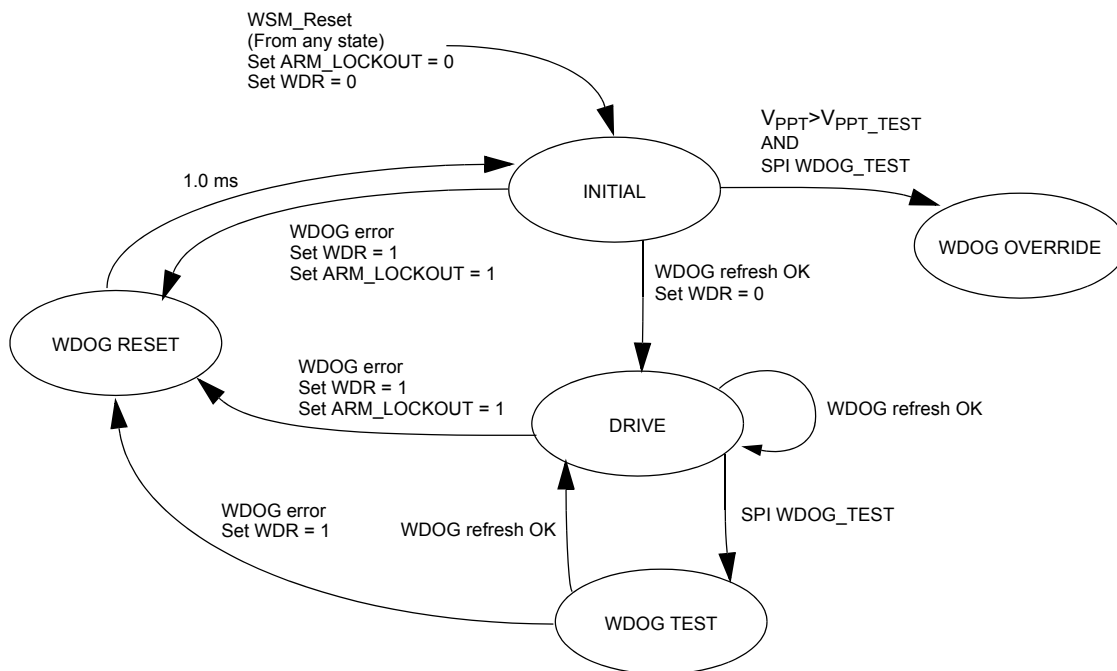 WSM_Reset
(From any state)
Set ARM_LOCKOUT = 0
Set WDR = 0
VPPT>VPPT_TEST
AND
SPI WDOG_TEST
1.0 ms
INITIAL
WDOG error
Set WDR = 1
Set ARM_LOCKOUT = 1
WDOG OVERRIDE
WDOG refresh OK
Set WDR = 0
WDOG RESET
WDOG error
Set WDR = 1
Set ARM_LOCKOUT = 1
DRIVE
WDOG refresh OK
WDOG error
Set WDR = 1
WDOG refresh OK
SPI WDOG_TEST
WDOG TEST